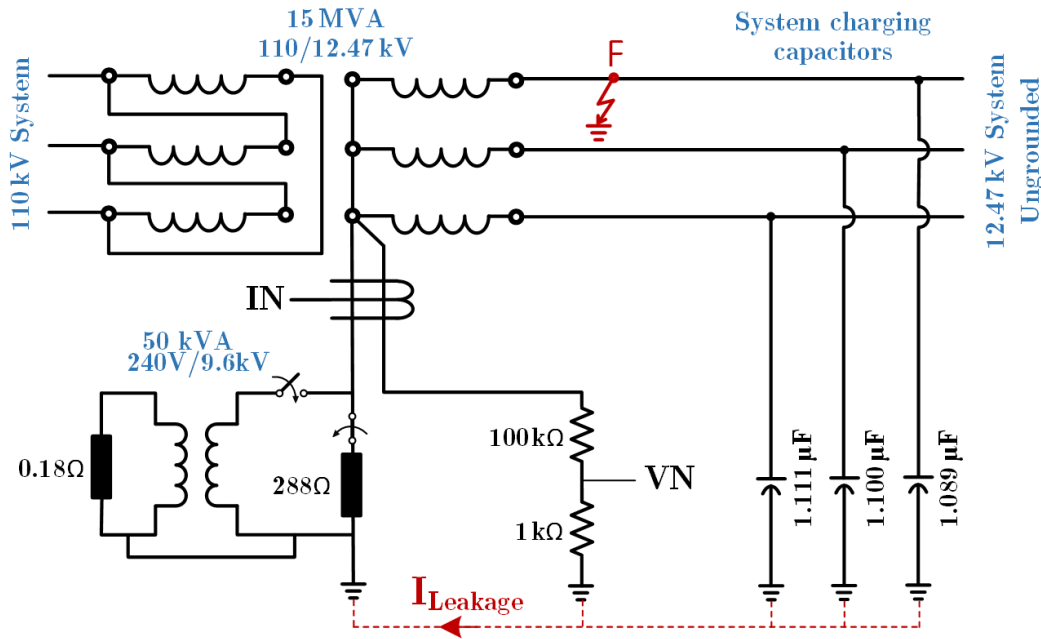 15 MVA
110/12.47 kV
System charging
capacitors
F
110 kV System
12.47 kV System
Ungrounded
IN
50 kVA
240V/9.6kV
0.18Ω
288Ω
100 kΩ
VN
1 kΩ
1.111 µF
1.100 µF
1.089 µF
I Leakage